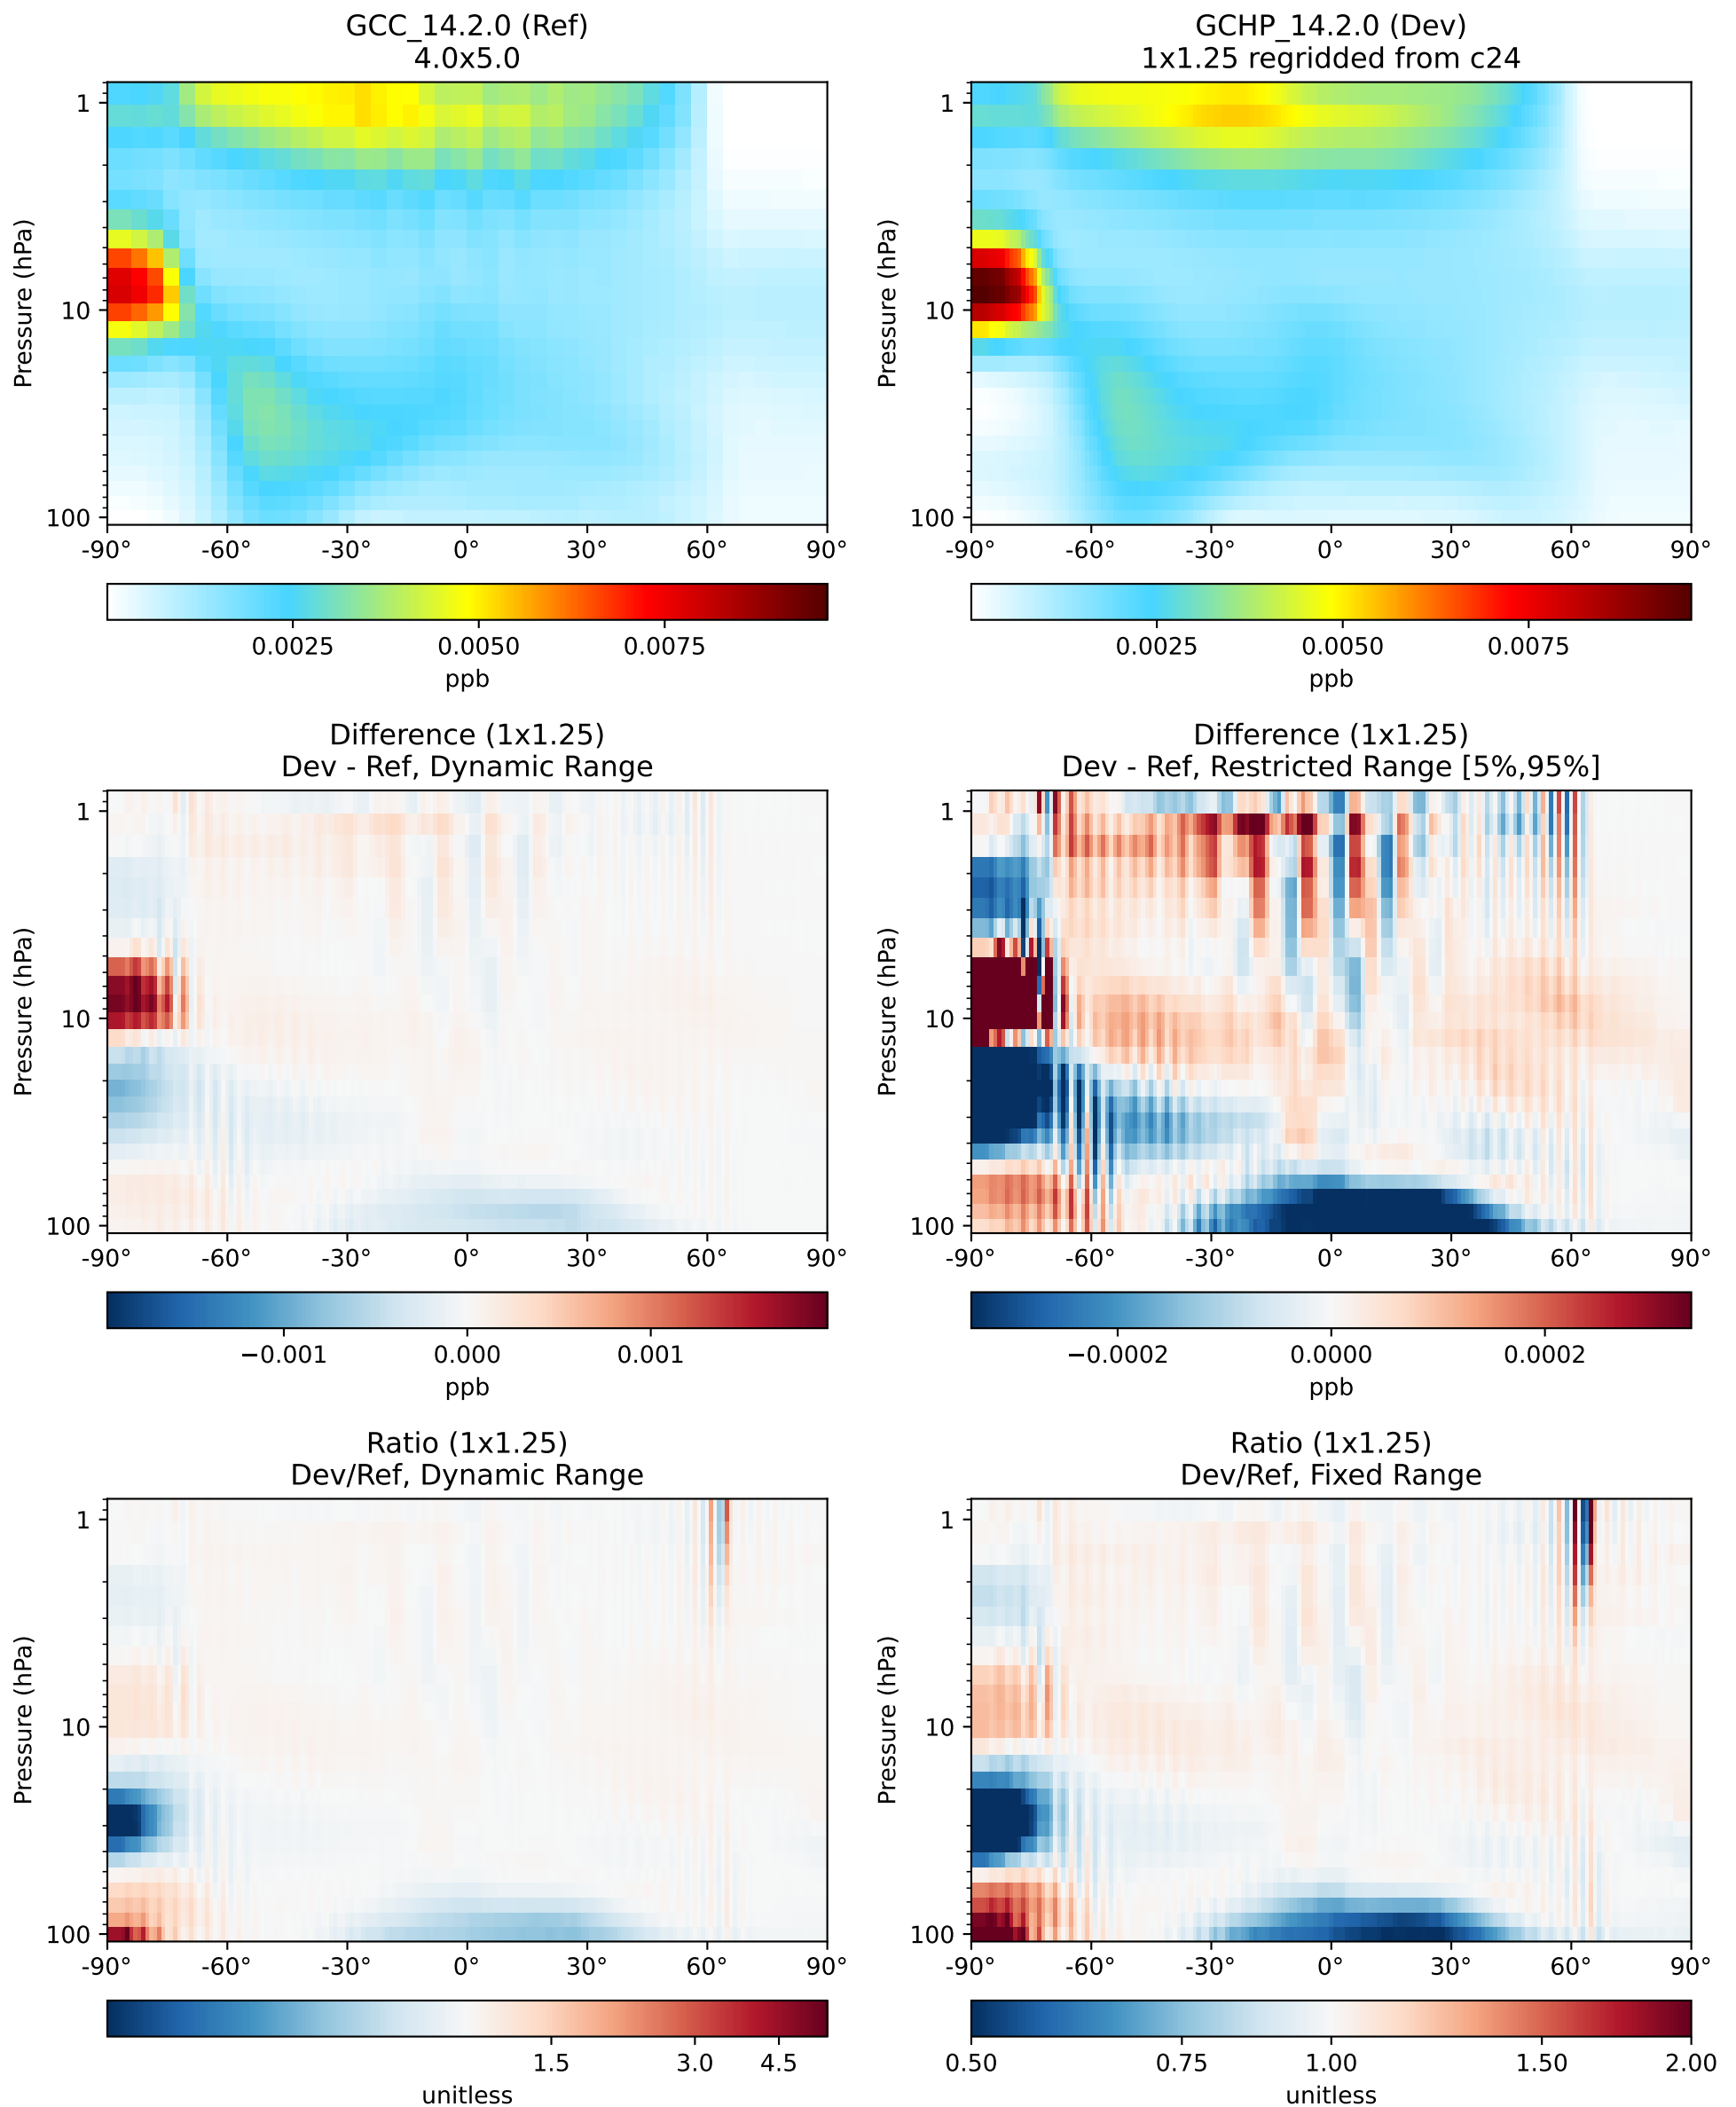 GCC_14.2.0 (Ref)
4.0x5.0
Pressure (hPa)
1
10
100
-90° -60° -30° 0° 30° 60° 90°
0.0025 0.0050 0.0075
ppb
GCHP_14.2.0 (Dev)
1x1.25 regridded from c24
Pressure (hPa)
1
10
100
-90° -60° -30° 0° 30° 60° 90°
0.0025 0.0050 0.0075
ppb
Difference (1x1.25)
Dev - Ref, Dynamic Range
Pressure (hPa)
1
10
100
-90° -60° -30° 0° 30° 60° 90°
−0.001 0.000 0.001
ppb
Difference (1x1.25)
Dev - Ref, Restricted Range [5%,95%]
Pressure (hPa)
1
10
100
-90° -60° -30° 0° 30° 60° 90°
−0.0002 0.0000 0.0002
ppb
Ratio (1x1.25)
Dev/Ref, Dynamic Range
Pressure (hPa)
1
10
100
-90° -60° -30° 0° 30° 60° 90°
1.5 3.0 4.5
unitless
Ratio (1x1.25)
Dev/Ref, Fixed Range
Pressure (hPa)
1
10
100
-90° -60° -30° 0° 30° 60° 90°
0.50 0.75 1.00 1.50 2.00
unitless